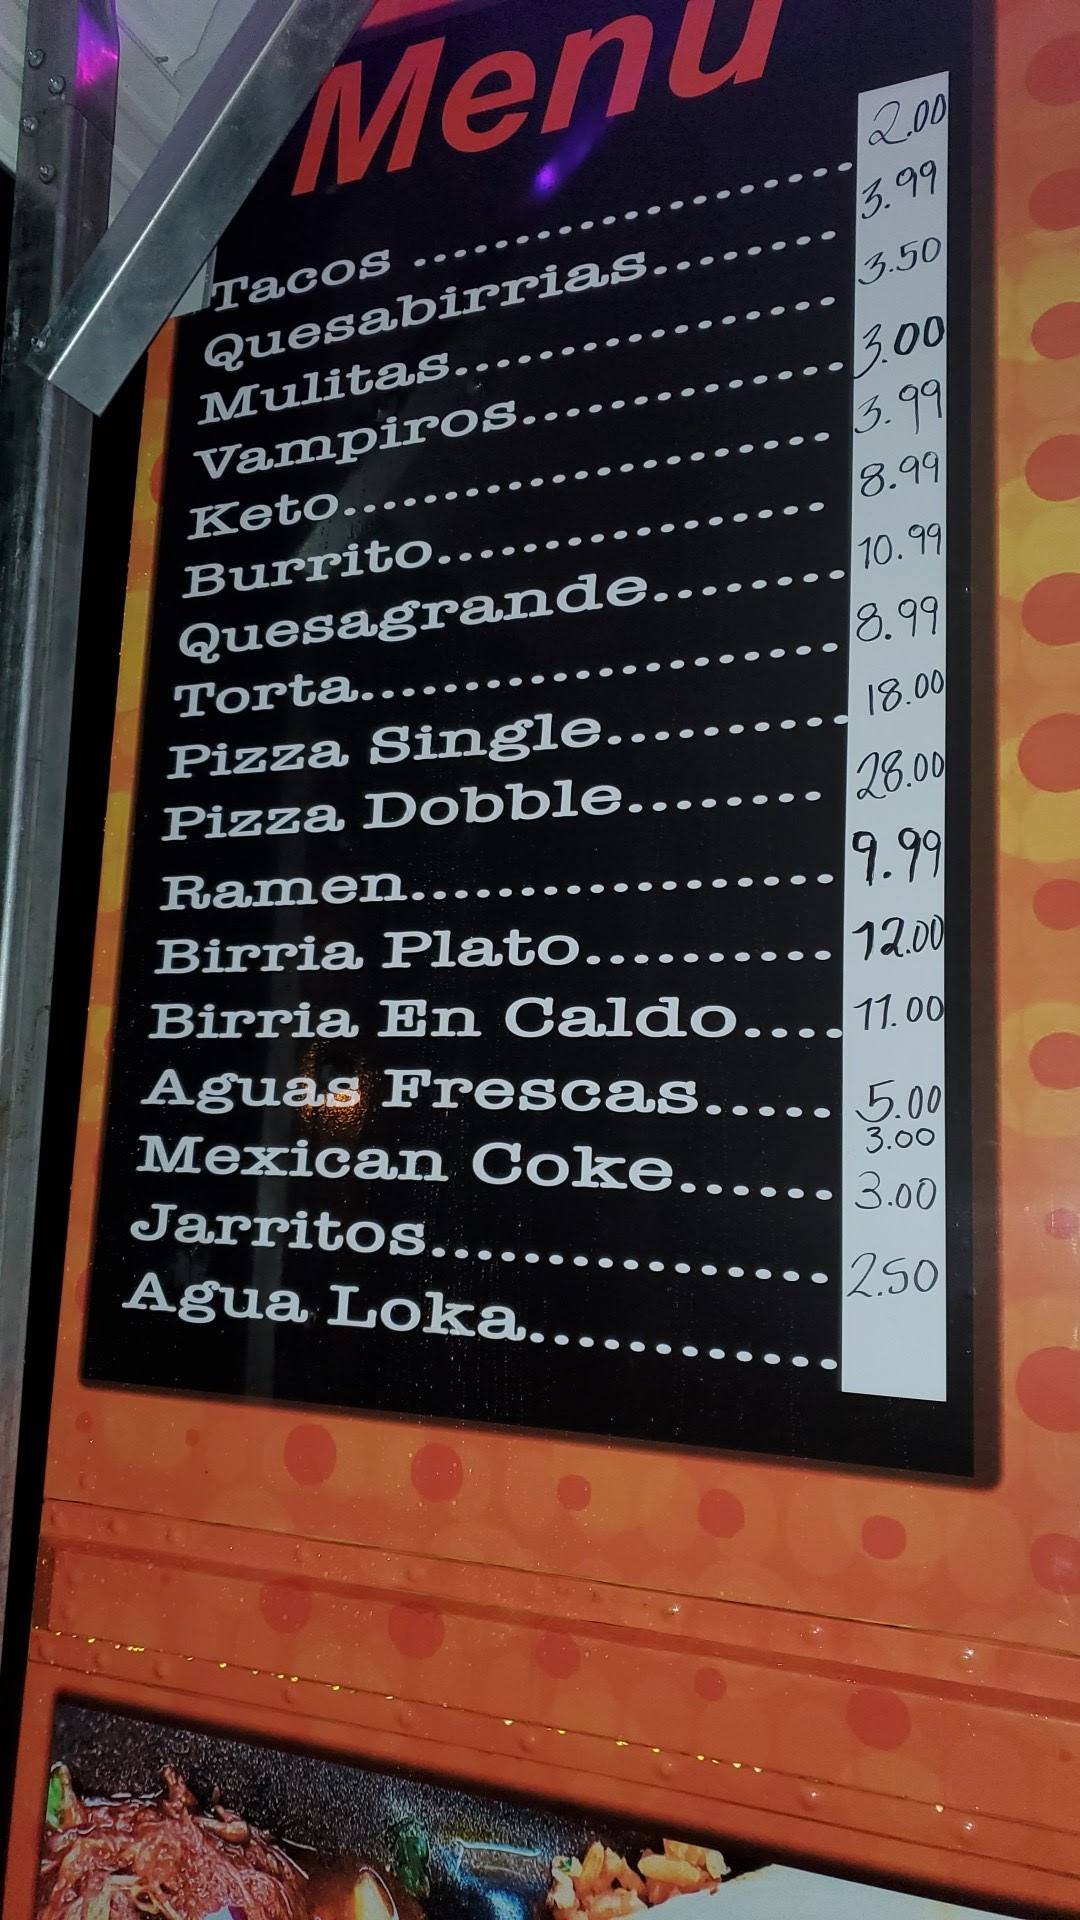 Menu
Tacos ........................ 2.00
Quesabirrias........ 3.99
Mulitas................. 3.50
Vampiros.............. 3.00
Keto...................... 3.99
Burrito................. 8.99
Quesagrande......... 10.99
Torta..................... 8.99
Pizza Single.......... 18.00
Pizza Dobble........ 28.00
Ramen.................. 9.99
Birria Plato.......... 12.00
Birria En Caldo.... 11.00
Aguas Frescas..... 5.00
3.00
Mexican Coke...... 3.00
Jarritos................. 2.50
Agua Loka............